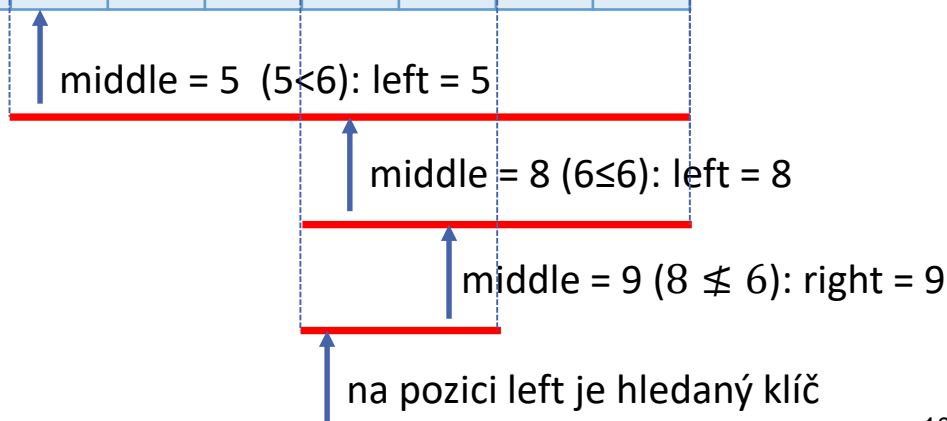 middle = 5  (5<6): left = 5
middle = 8 (6≤6): left = 8
middle = 9 (8 ≰ 6): right = 9
na pozici left je hledaný klíč